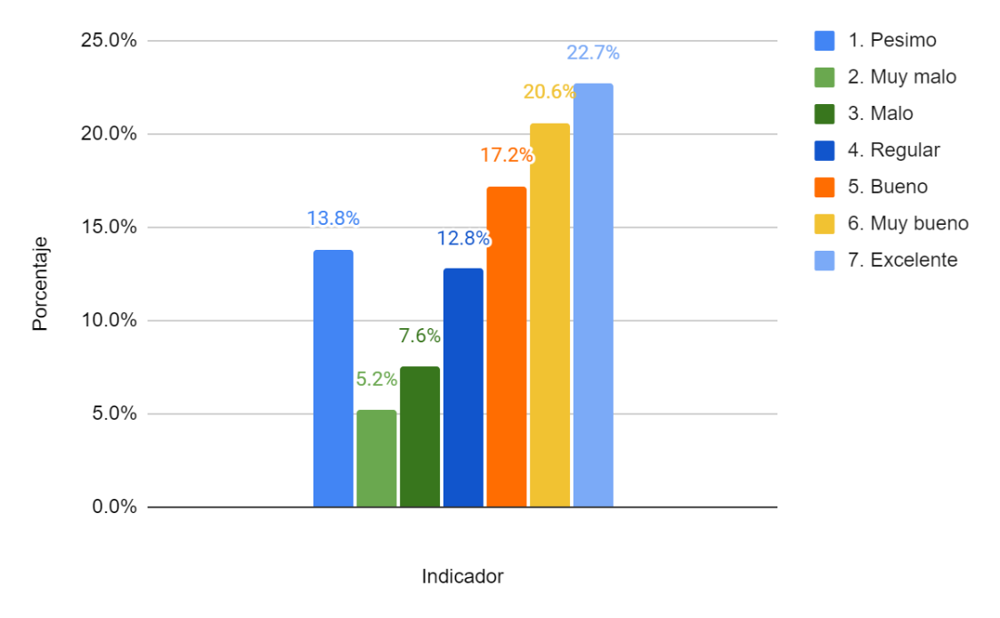 25.0%
20.0%
15.0%
10.0%
5.0%
0.0%
Porcentaje
13.8%
5.2%
7.6%
12.8%
17.2%
20.6%
22.7%
Indicador
1. Pesimo
2. Muy malo
3. Malo
4. Regular
5. Bueno
6. Muy bueno
7. Excelente